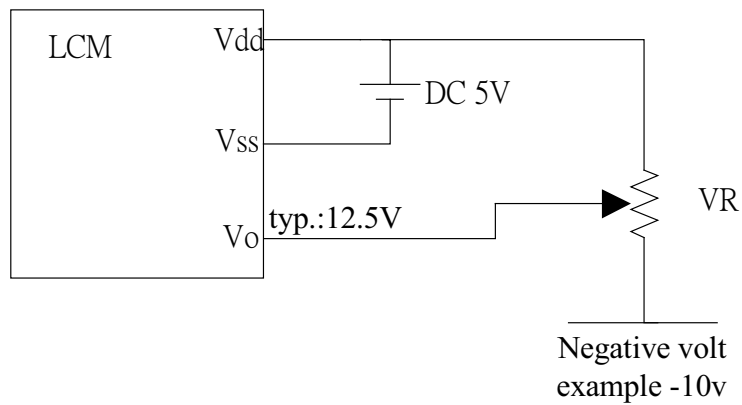 LCM
Vdd
DC 5V
Vss
VR
typ.:12.5V
Vo
Negative volt
example -10v